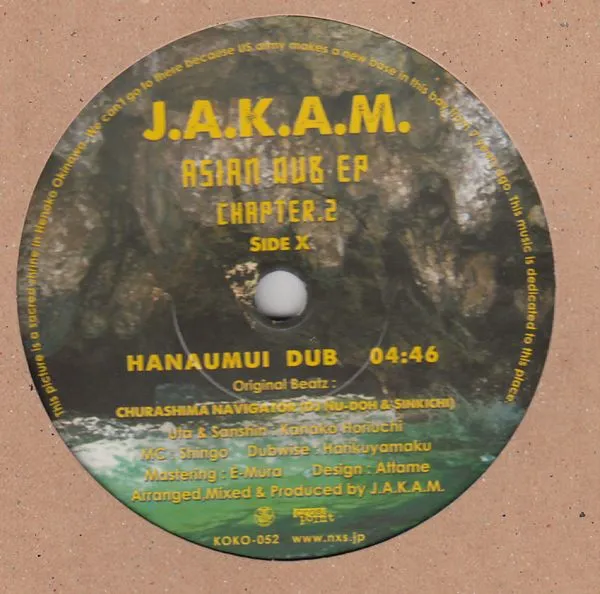 This picture is a sacred shrine in Henoko Okinawa. We can't go to there because US army makes a new base in this bay from 7 years ago. This music is dedicated to this place.
J.A.K.A.M.
ASIAN DUB EP
CHAPTER.2
SIDE X
HANAUMUI DUB 04:46
Original Beatz :
CHURASHIMA NAVIGATOR (DJ NU-DOH & SINKICHI)
Uta & Sanshin : Kanako Horiuchi
MC : Shingo Dubwise : Harikuyamaku
Mastering : E-Mura Design : Attame
Arranged,Mixed & Produced by J.A.K.A.M.
point
KOKO-052 www.nxs.jp